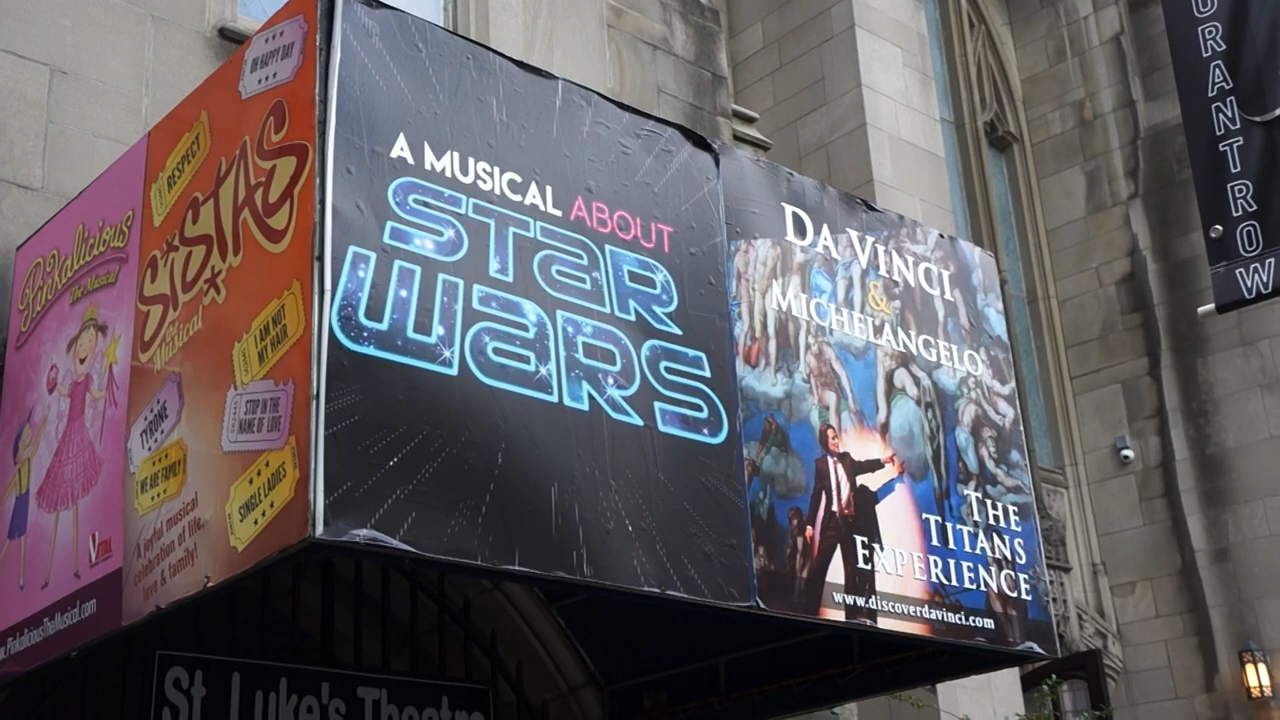 Pinkalicious
The Musical
VITAL
www.PinkaliciousTheMusical.com
OH HAPPY DAY
RESPECT
SISTAS
the
Musical
I AM NOT
MY HAIR
TYRONE
STOP IN THE
NAME OF LOVE
WE ARE FAMILY
SINGLE LADIES
A joyful musical
celebration of life,
love & family!
A MUSICAL ABOUT
STAR
WARS
DA VINCI
&
MICHELANGELO
THE
TITANS
EXPERIENCE
www.discoverdavinci.com
St. Luke's Theatre
RANTROW